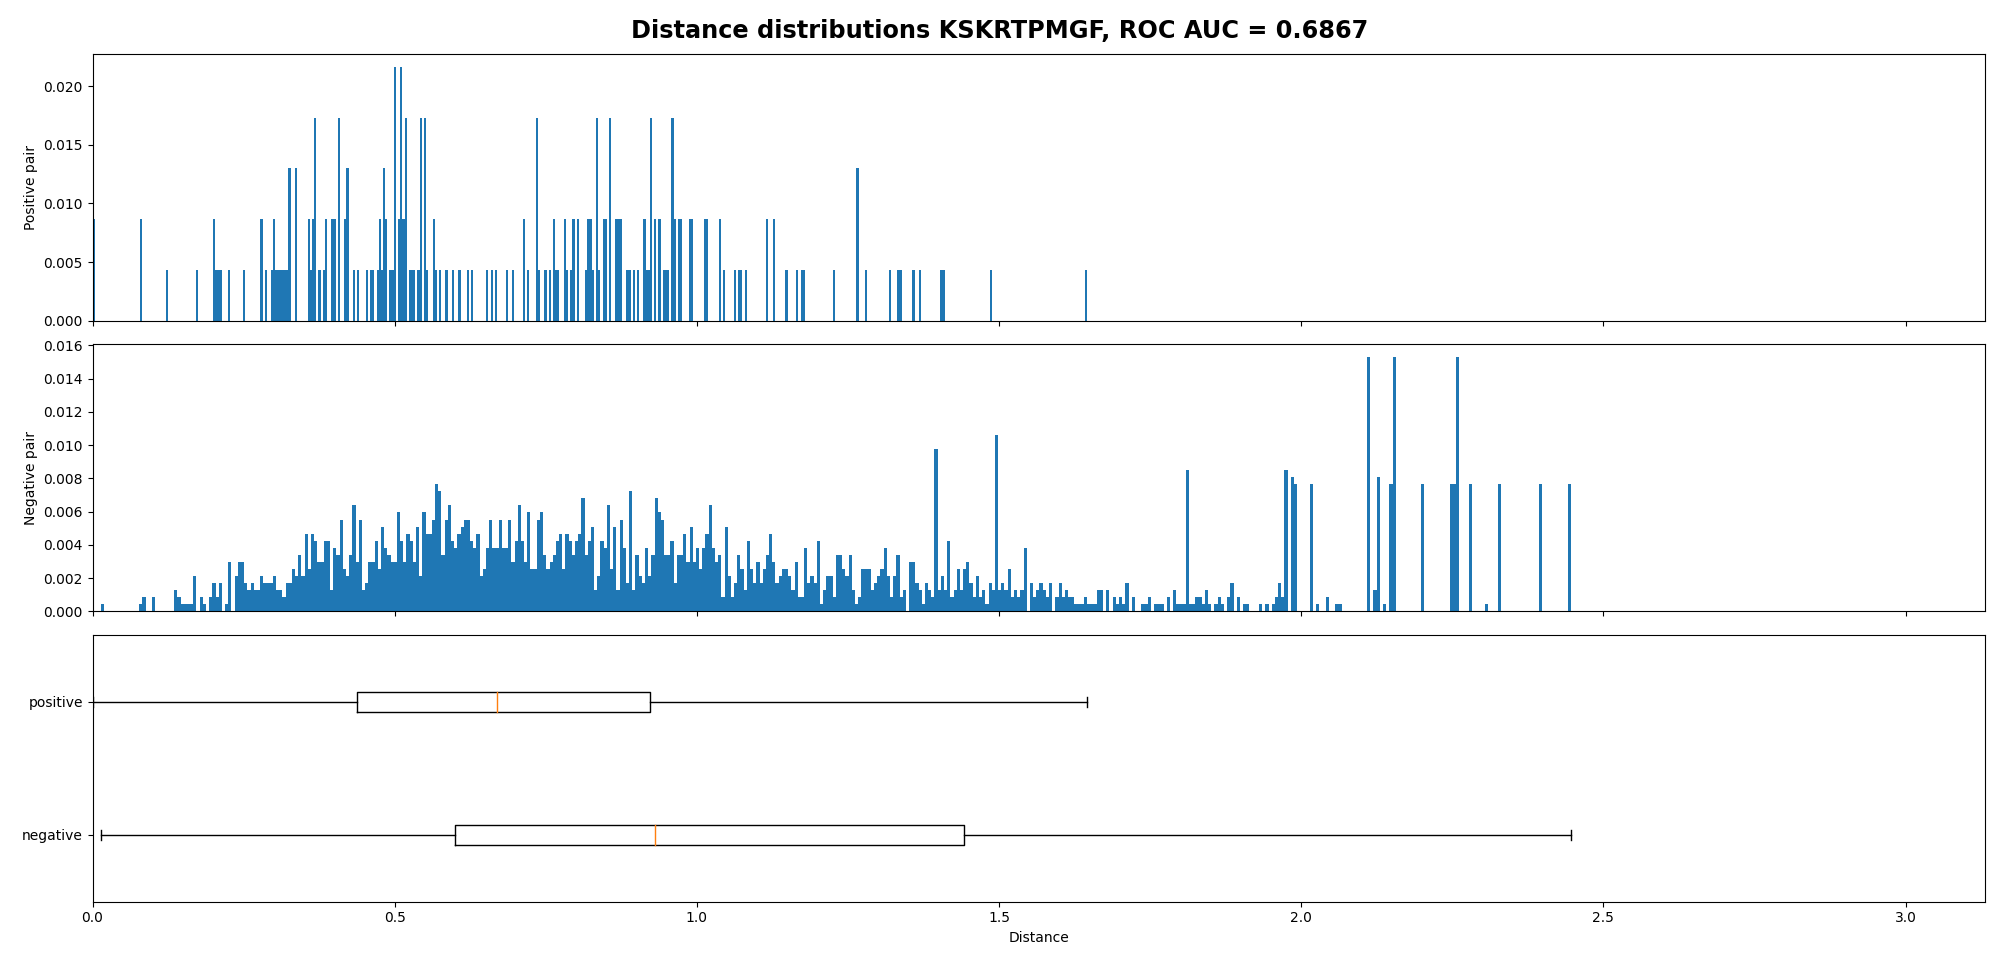 Distance distributions KSKRTPMGF, ROC AUC = 0.6867
0.020
0.015
0.010
0.005
0.000
Positive pair
0.016
0.014
0.012
0.010
0.008
0.006
0.004
0.002
0.000
Negative pair
positive
negative
0.0 0.5 1.0 1.5 2.0 2.5 3.0
Distance